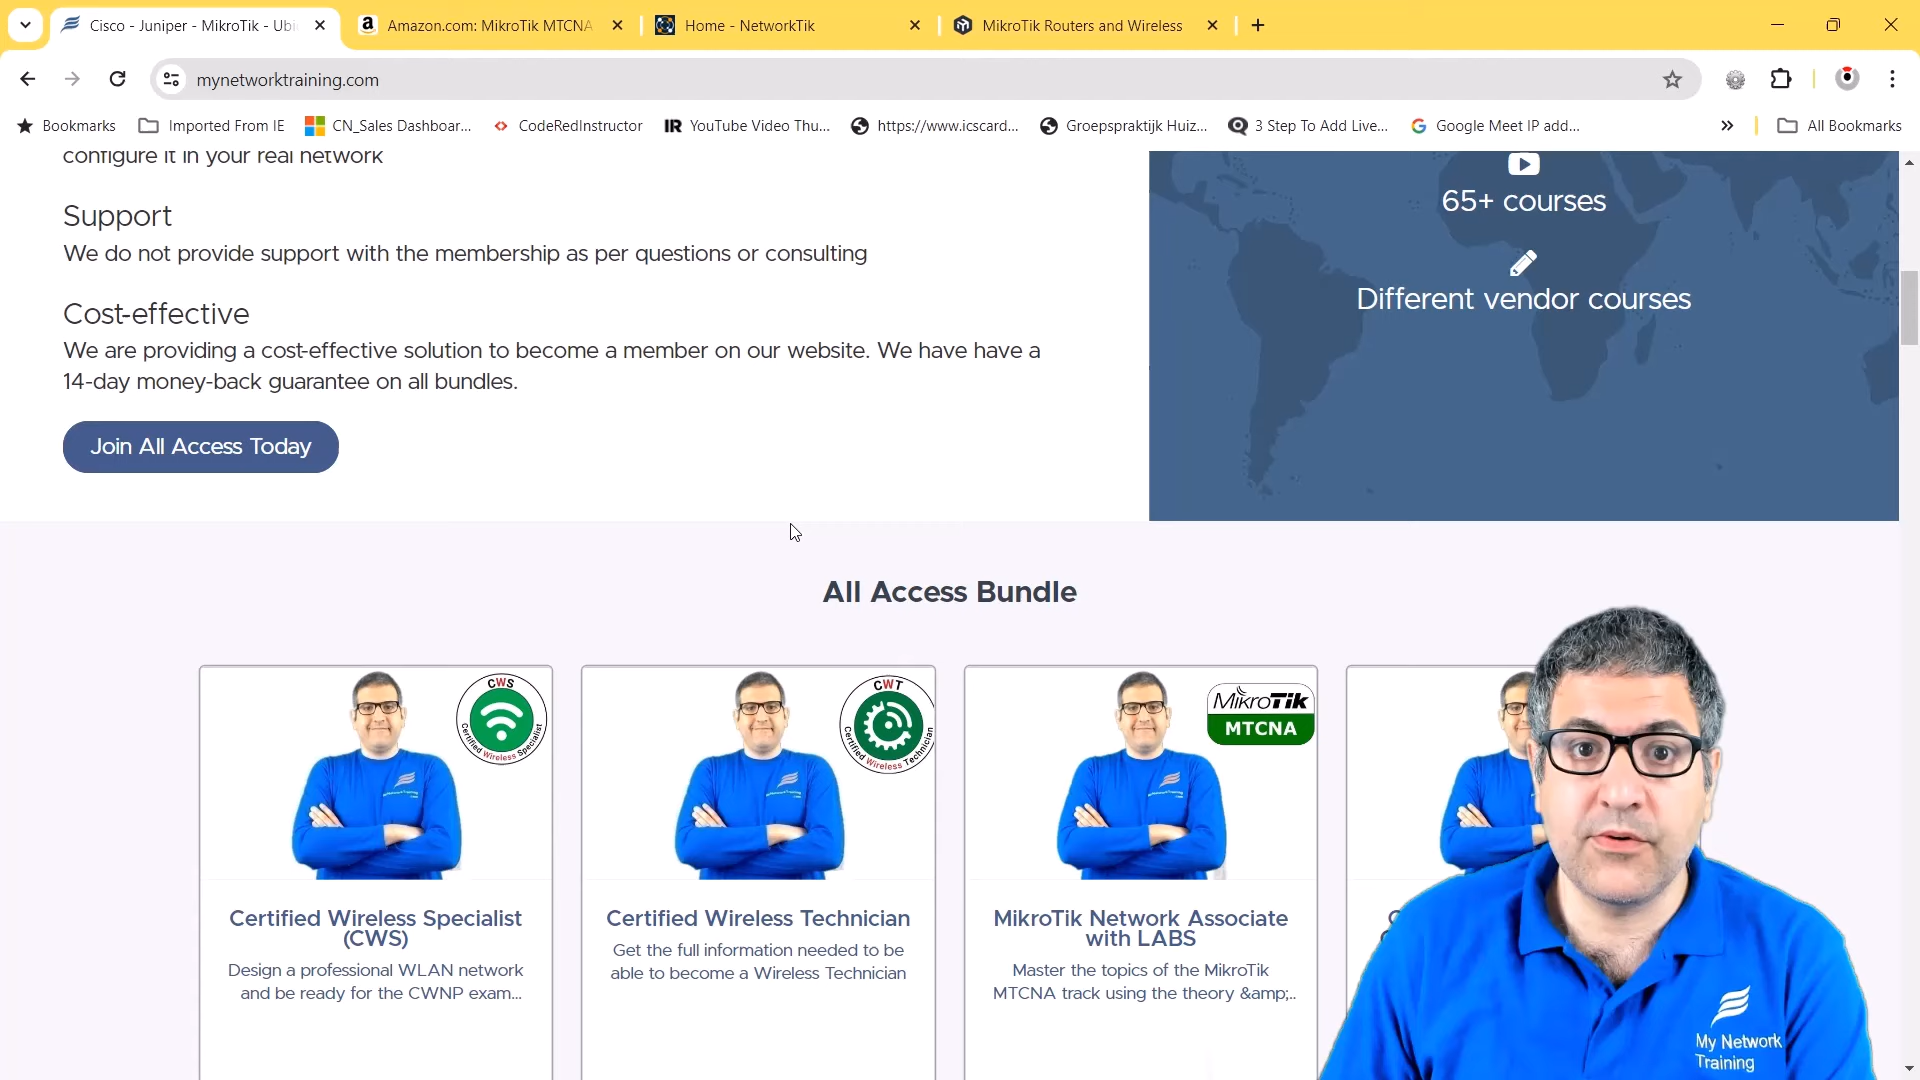 Cisco - Juniper - MikroTik - Ubi
Amazon.com: MikroTik MTCNA
Home - NetworkTik
MikroTik Routers and Wireless
mynetworktraining.com
Bookmarks
Imported From IE
CN_Sales Dashboar...
CodeRedInstructor
IR YouTube Video Thu...
https://www.icscard...
Groepspraktijk Huiz...
3 Step To Add Live...
Google Meet IP add...
All Bookmarks
configure it in your real network
Support
We do not provide support with the membership as per questions or consulting
Cost-effective
We are providing a cost-effective solution to become a member on our website. We have have a
14-day money-back guarantee on all bundles.
Join All Access Today
65+ courses
Different vendor courses
All Access Bundle
CWS
Certified Wireless Specialist
CWT
Certified Wireless Technician
MikroTik
MTCNA
Certified Wireless Specialist
(CWS)
Design a professional WLAN network
and be ready for the CWNP exam...
Certified Wireless Technician
Get the full information needed to be
able to become a Wireless Technician
MikroTik Network Associate
with LABS
Master the topics of the MikroTik
MTCNA track using the theory &amp;..
My Network
Training